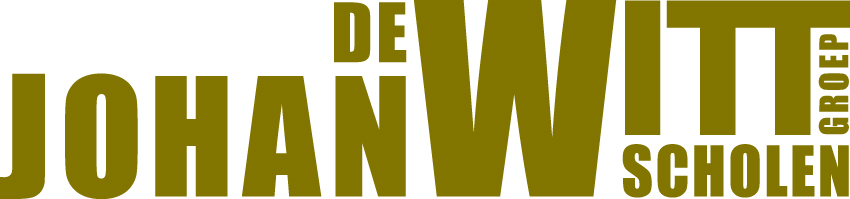 JOHAN
DE
WITT
SCHOLEN
GROEP